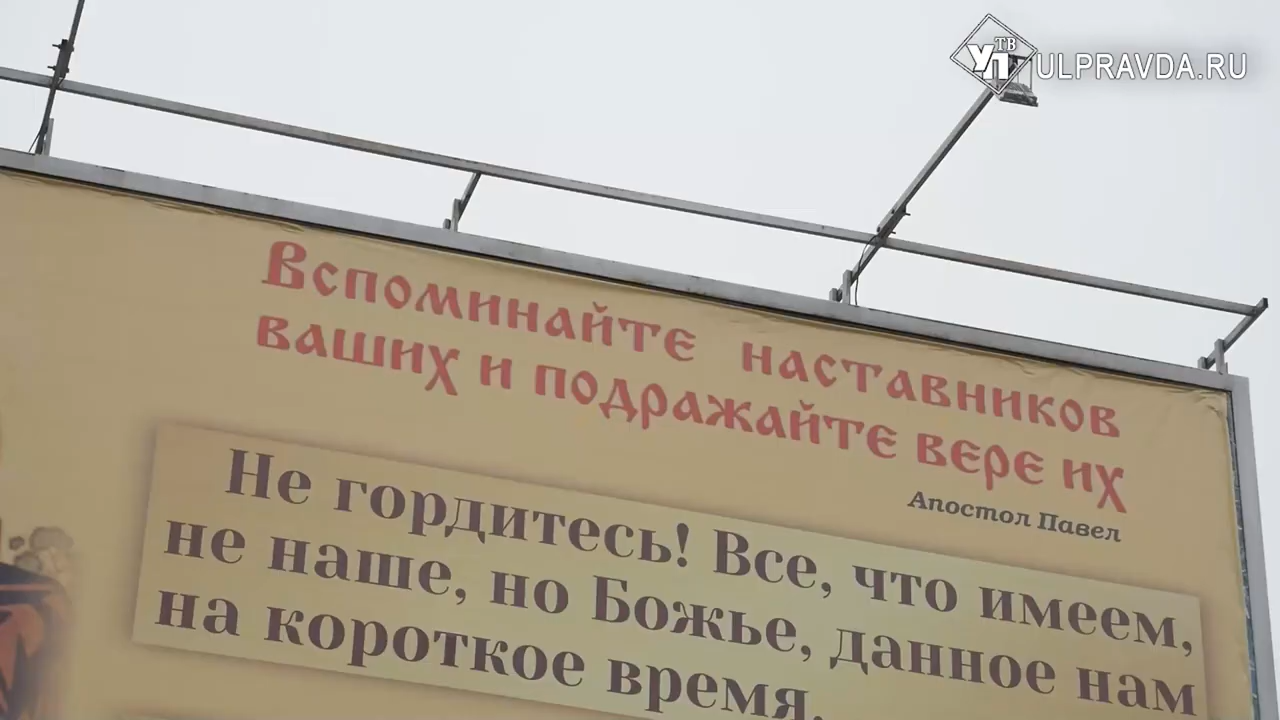 УП ТВ
ULPRAVDA.RU
Вспоминайте наставников
ваших и подражайте вере их
Апостол Павел
Не гордитесь! Все, что имеем,
не наше, но Божье, данное нам
на короткое время.